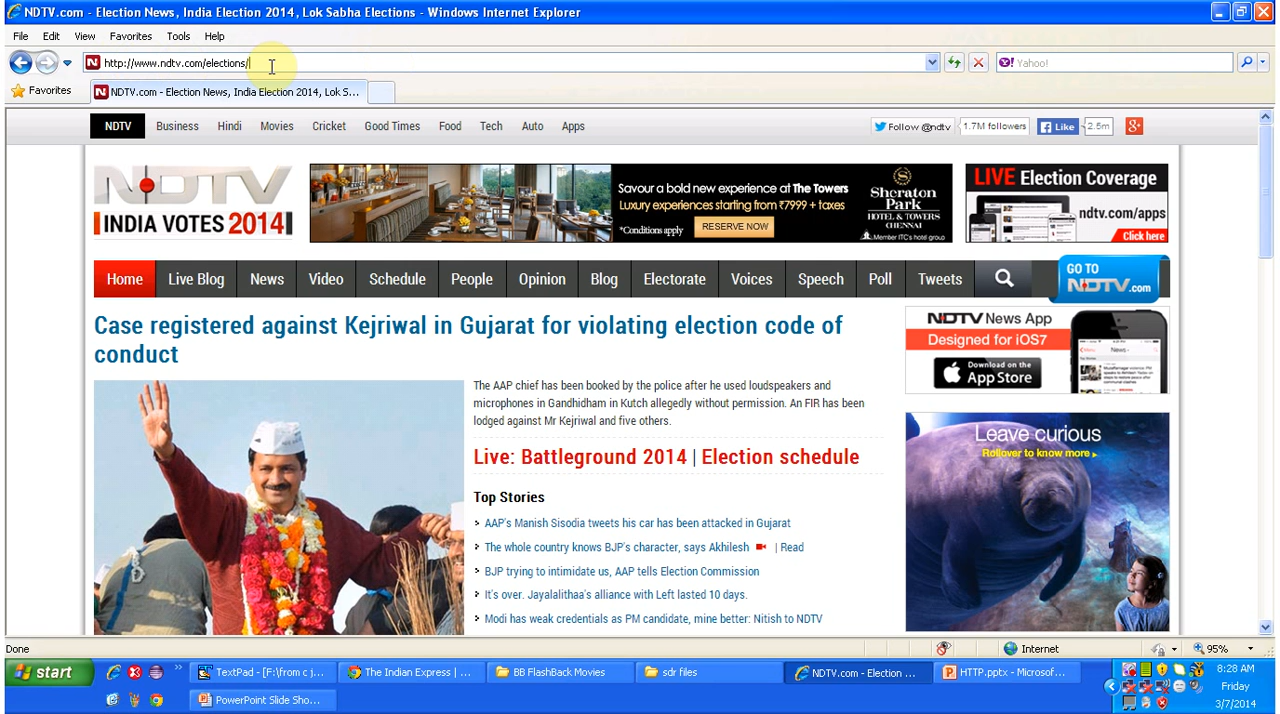 NDTV.com - Election News, India Election 2014, Lok Sabha Elections - Windows Internet Explorer
File Edit View Favorites Tools Help
http://www.ndtv.com/elections/
Yahoo!
Favorites
NDTV.com - Election News, India Election 2014, Lok S...
NDTV Business Hindi Movies Cricket Good Times Food Tech Auto Apps
Follow @ndtv 1.7M followers Like 2.5m
NDTV
INDIA VOTES 2014
Savour a bold new experience at The Towers
Luxury experiences starting from ₹7999 + taxes
*Conditions apply
RESERVE NOW
Sheraton
Park
HOTEL & TOWERS
CHENNAI
Member ITC's hotel group
LIVE Election Coverage
ndtv.com/apps
Click here
Home Live Blog News Video Schedule People Opinion Blog Electorate Voices Speech Poll Tweets
GO TO
NDTV.com
Case registered against Kejriwal in Gujarat for violating election code of
conduct
The AAP chief has been booked by the police after he used loudspeakers and
microphones in Gandhidham in Kutch allegedly without permission. An FIR has been
lodged against Mr Kejriwal and five others.
Live: Battleground 2014 | Election schedule
Top Stories
AAP's Manish Sisodia tweets his car has been attacked in Gujarat
The whole country knows BJP's character, says Akhilesh | Read
BJP trying to intimidate us, AAP tells Election Commission
It's over. Jayalalithaa's alliance with Left lasted 10 days.
Modi has weak credentials as PM candidate, mine better: Nitish to NDTV
NDTV News App
Designed for iOS7
Download on the
App Store
Leave curious
Rollover to know more
Done
Internet
95%
start
TextPad - [F:\from c j...
The Indian Express | ...
BB FlashBack Movies
sdr files
NDTV.com - Election ...
HTTP.pptx - Microsof...
PowerPoint Slide Sho...
8:28 AM
Friday
3/7/2014